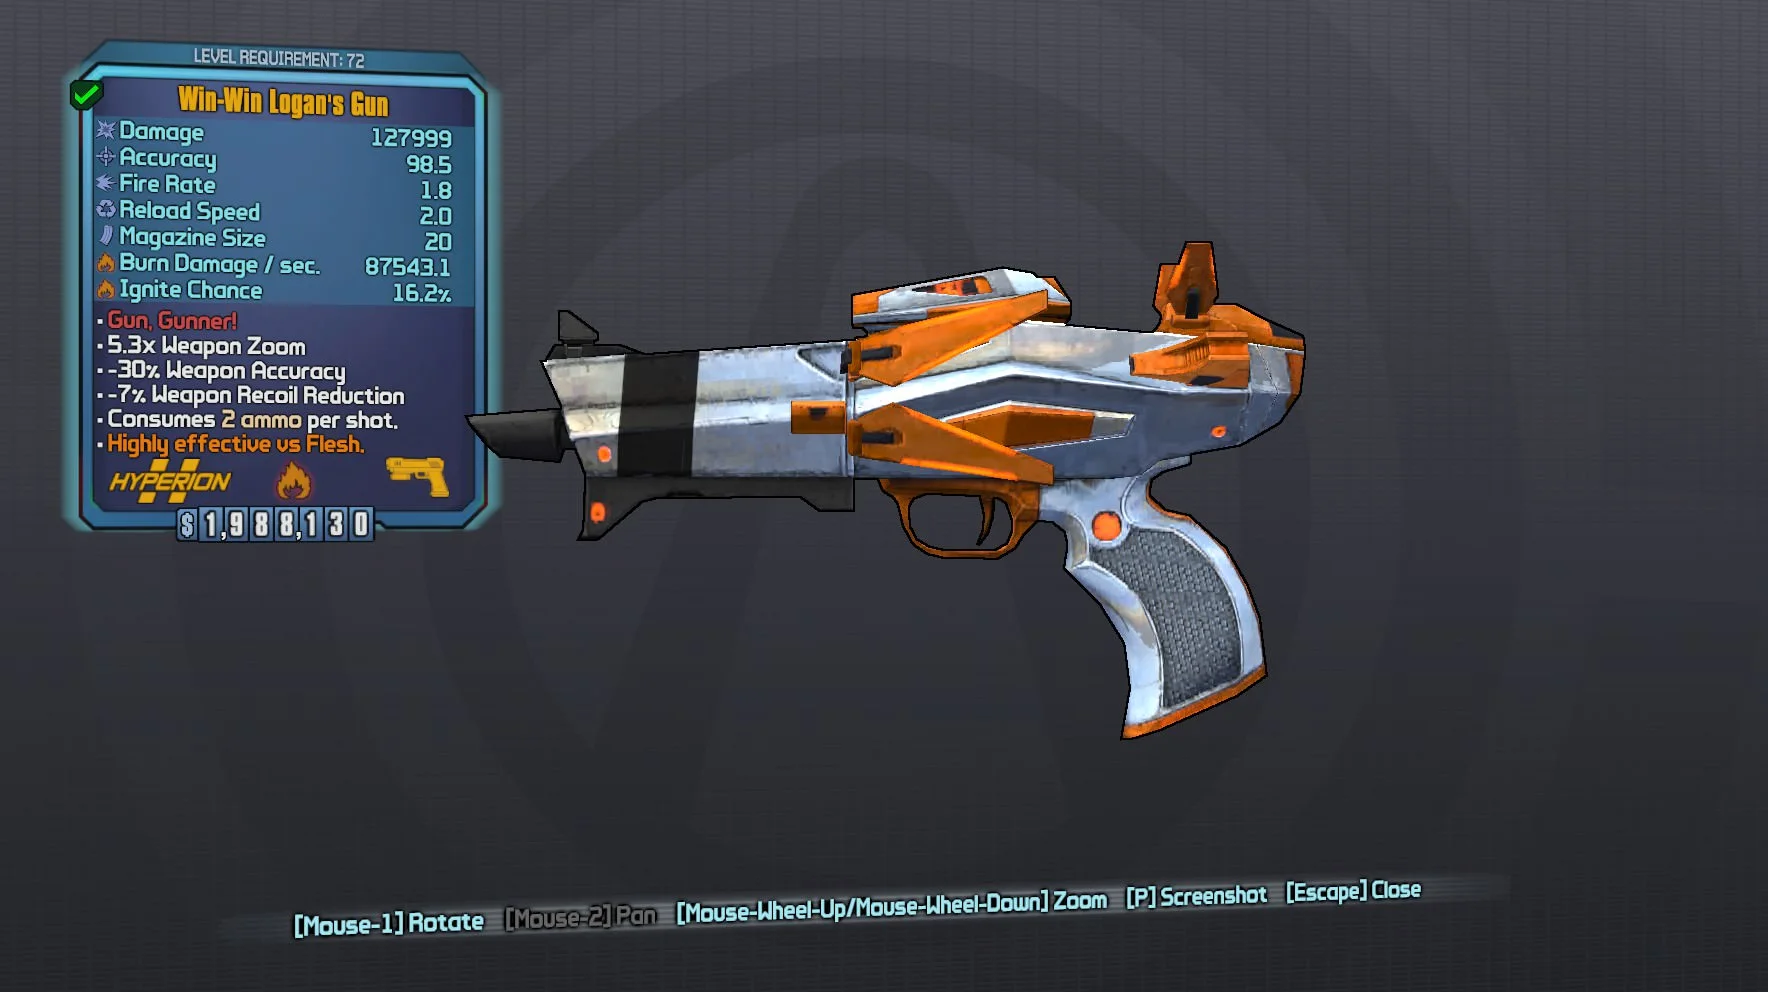 LEVEL REQUIREMENT: 72
Win-Win Logan's Gun
Damage 127999
Accuracy 98.5
Fire Rate 1.8
Reload Speed 2.0
Magazine Size 20
Burn Damage / sec. 87543.1
Ignite Chance 16.2%
• Gun, Gunner!
• 5.3x Weapon Zoom
• -30% Weapon Accuracy
• -7% Weapon Recoil Reduction
• Consumes 2 ammo per shot.
• Highly effective vs Flesh.
HYPERION
$ 1,988,130
[Mouse-1] Rotate [Mouse-2] Pan [Mouse-Wheel-Up/Mouse-Wheel-Down] Zoom [P] Screenshot [Escape] Close